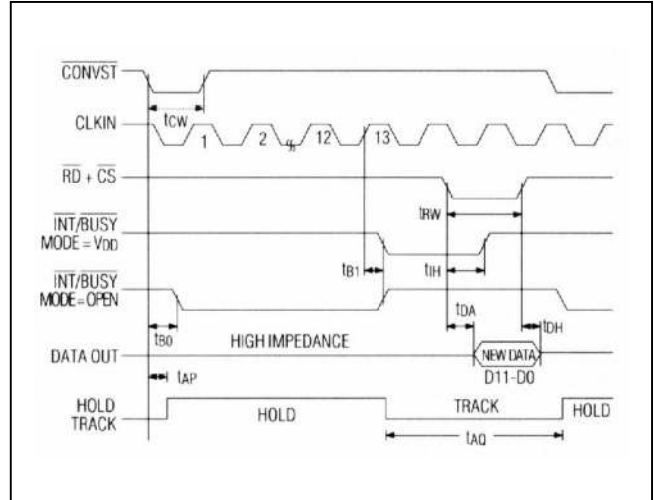 CONVST
tCW
CLKIN
1 2 12 13
RD + CS
tRW
INT/BUSY
MODE = VDD
tB1 tIH
INT/BUSY
MODE = OPEN
tB0 tDA tDH
HIGH IMPEDANCE
DATA OUT NEW DATA
D11-D0
tAP
HOLD
TRACK
HOLD TRACK HOLD
tAQ